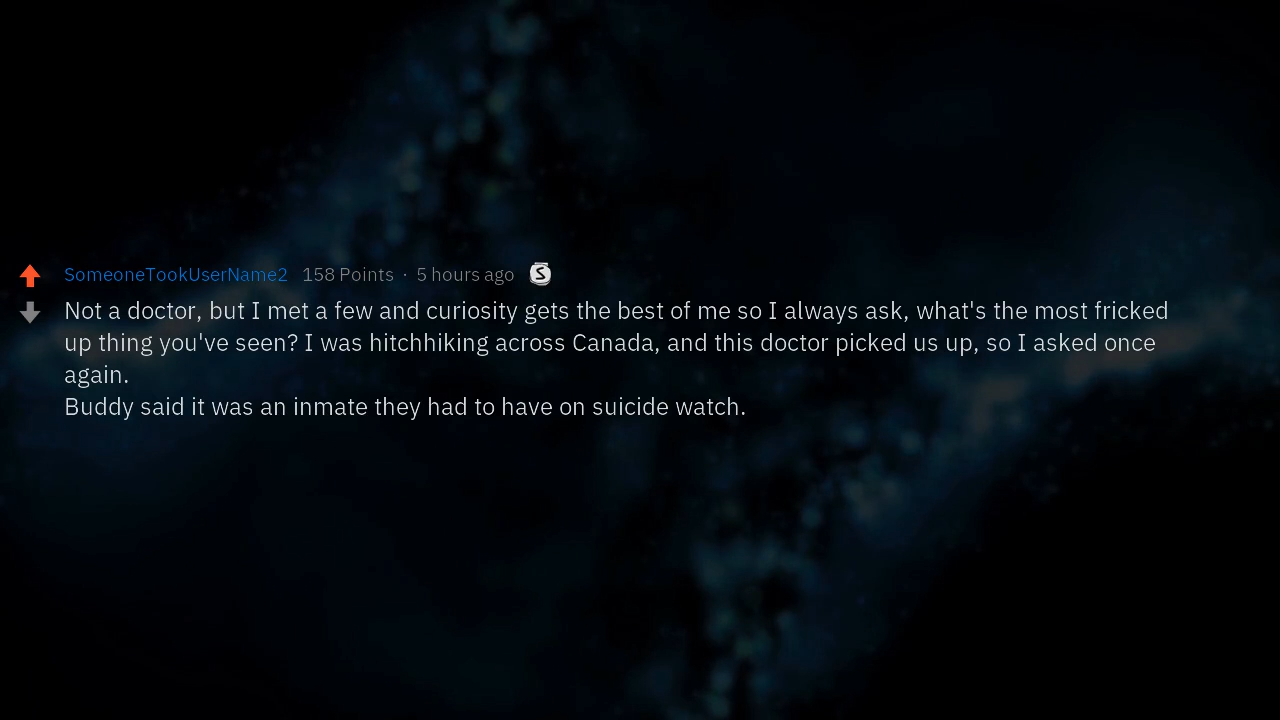 SomeoneTookUserName2 158 Points · 5 hours ago S
Not a doctor, but I met a few and curiosity gets the best of me so I always ask, what's the most fricked
up thing you've seen? I was hitchhiking across Canada, and this doctor picked us up, so I asked once
again.
Buddy said it was an inmate they had to have on suicide watch.